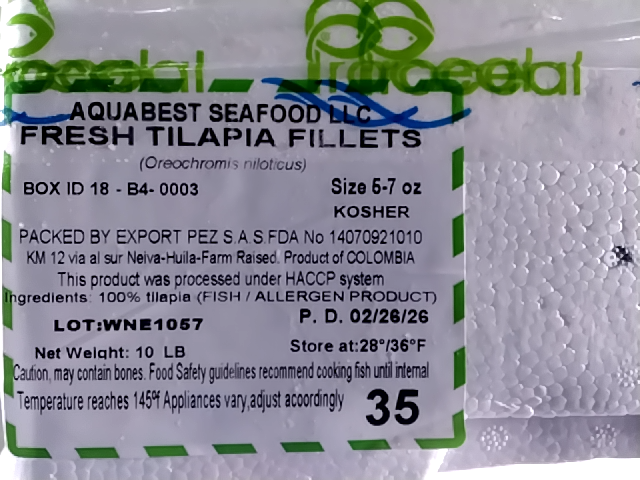 AQUABEST SEAFOOD LLC
FRESH TILAPIA FILLETS
(Oreochromis niloticus)
BOX ID 18 - B4- 0003
Size 5-7 oz
KOSHER
PACKED BY EXPORT PEZ S.A.S.FDA No 14070921010
KM 12 via al sur Neiva-Huila-Farm Raised. Product of COLOMBIA
This product was processed under HACCP system
Ingredients: 100% tilapia (FISH / ALLERGEN PRODUCT)
LOT:WNE1057
P. D. 02/26/26
Net Weight: 10 LB
Store at:28°/36°F
Caution, may contain bones. Food Safety guidelines recommend cooking fish until internal
Temperature reaches 145°f Appliances vary,adjust acoordingly
35